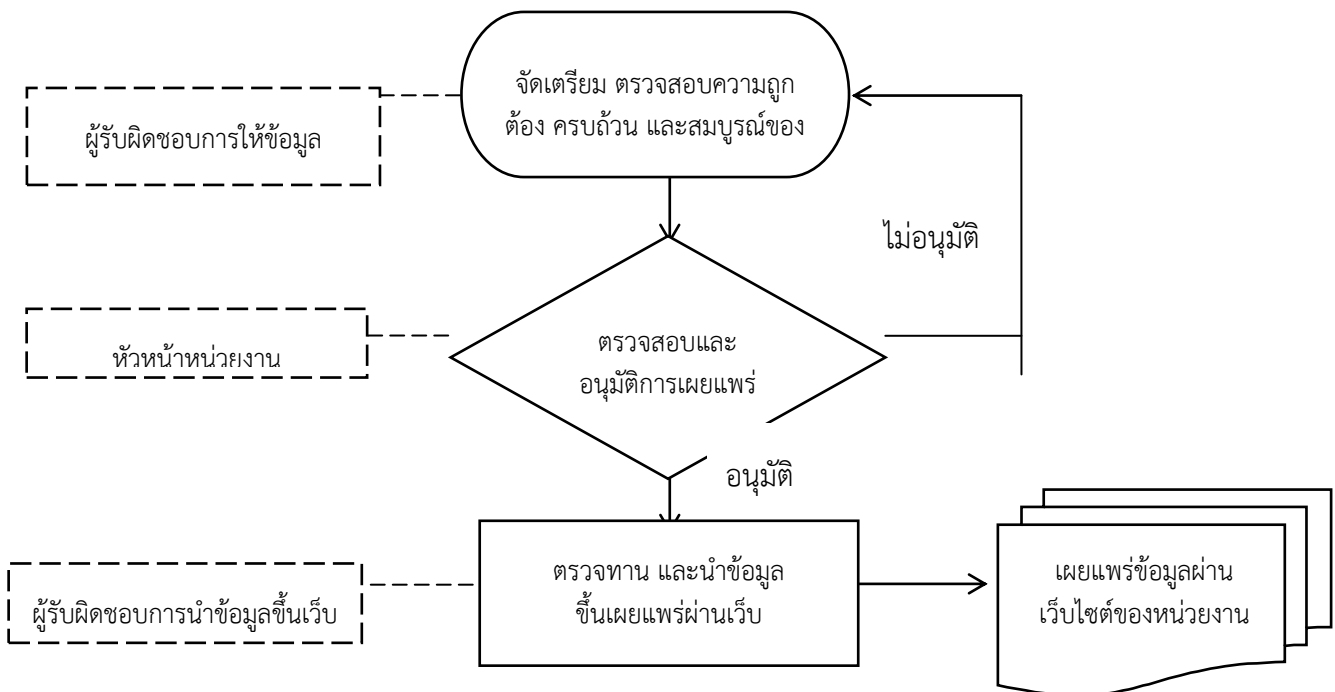 จัดเตรียม ตรวจสอบความถูก
ต้อง ครบถ้วน และสมบูรณ์ของ
ผู้รับผิดชอบการให้ข้อมูล
ไม่อนุมัติ
ตรวจสอบและ
อนุมัติการเผยแพร่
หัวหน้าหน่วยงาน
อนุมัติ
ตรวจทาน และนำข้อมูล
ขึ้นเผยแพร่ผ่านเว็บ
ผู้รับผิดชอบการนำข้อมูลขึ้นเว็บ
เผยแพร่ข้อมูลผ่าน
เว็บไซต์ของหน่วยงาน